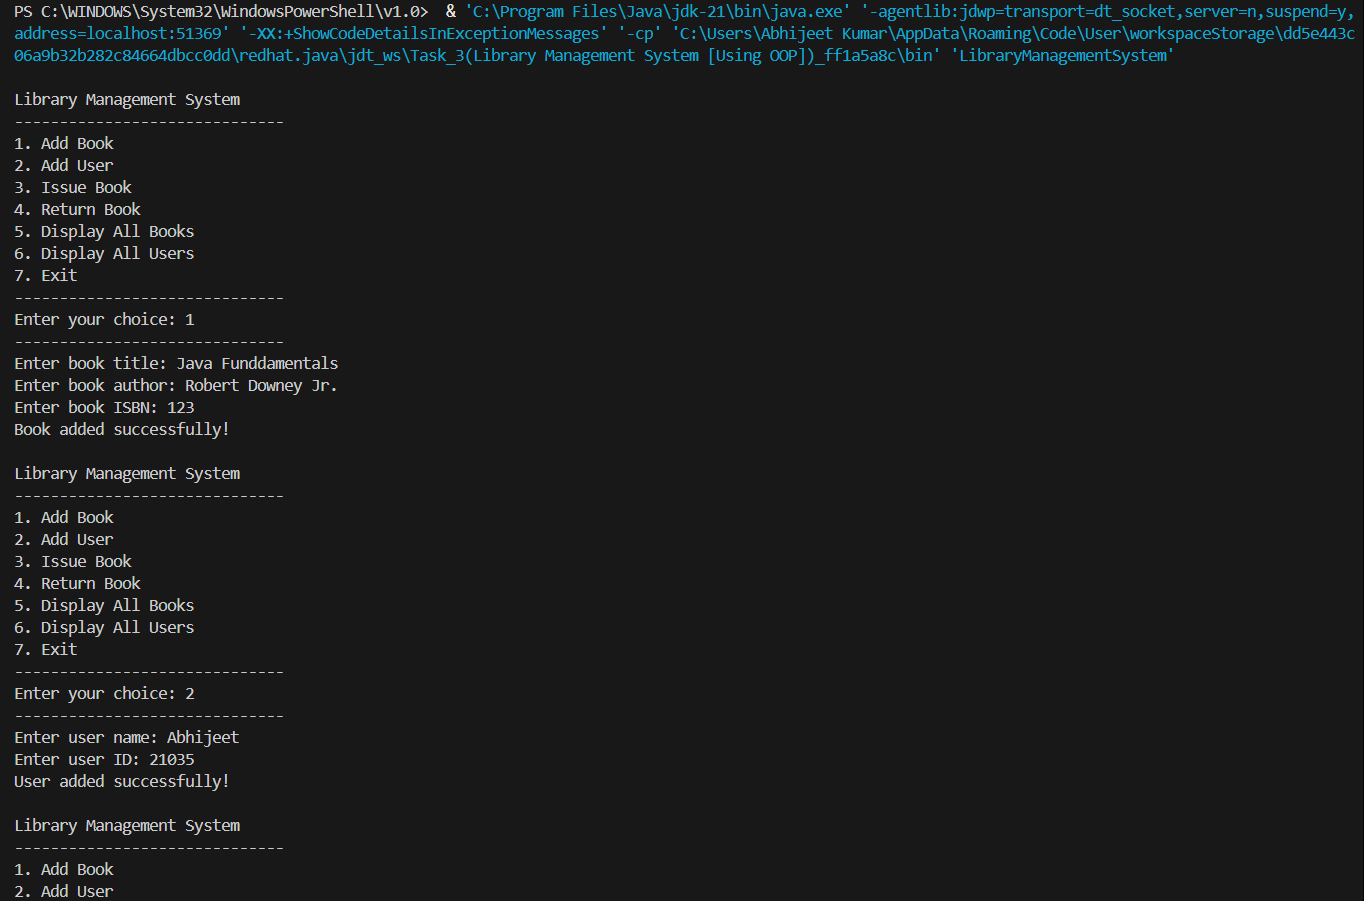 PS C:\WINDOWS\System32\WindowsPowerShell\v1.0>  & 'C:\Program Files\Java\jdk-21\bin\java.exe' '-agentlib:jdwp=transport=dt_socket,server=n,suspend=y,
address=localhost:51369' '-XX:+ShowCodeDetailsInExceptionMessages' '-cp' 'C:\Users\Abhijeet Kumar\AppData\Roaming\Code\User\workspaceStorage\dd5e443c
06a9b32b282c84664dbcc0dd\redhat.java\jdt_ws\Task_3(Library Management System [Using OOP])_ff1a5a8c\bin' 'LibraryManagementSystem'

Library Management System
------------------------------
1. Add Book
2. Add User
3. Issue Book
4. Return Book
5. Display All Books
6. Display All Users
7. Exit
------------------------------
Enter your choice: 1
------------------------------
Enter book title: Java Funddamentals
Enter book author: Robert Downey Jr.
Enter book ISBN: 123
Book added successfully!

Library Management System
------------------------------
1. Add Book
2. Add User
3. Issue Book
4. Return Book
5. Display All Books
6. Display All Users
7. Exit
------------------------------
Enter your choice: 2
------------------------------
Enter user name: Abhijeet
Enter user ID: 21035
User added successfully!

Library Management System
------------------------------
1. Add Book
2. Add User